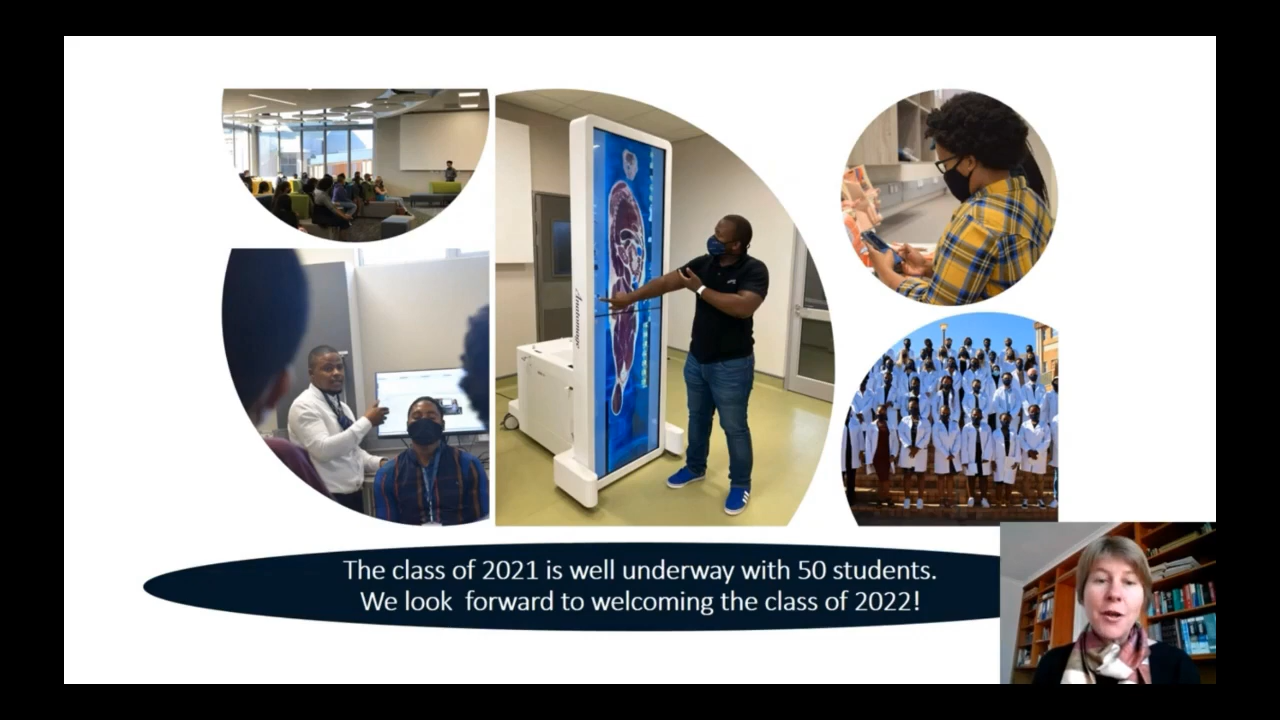 Anatomage
The class of 2021 is well underway with 50 students.
We look forward to welcoming the class of 2022!